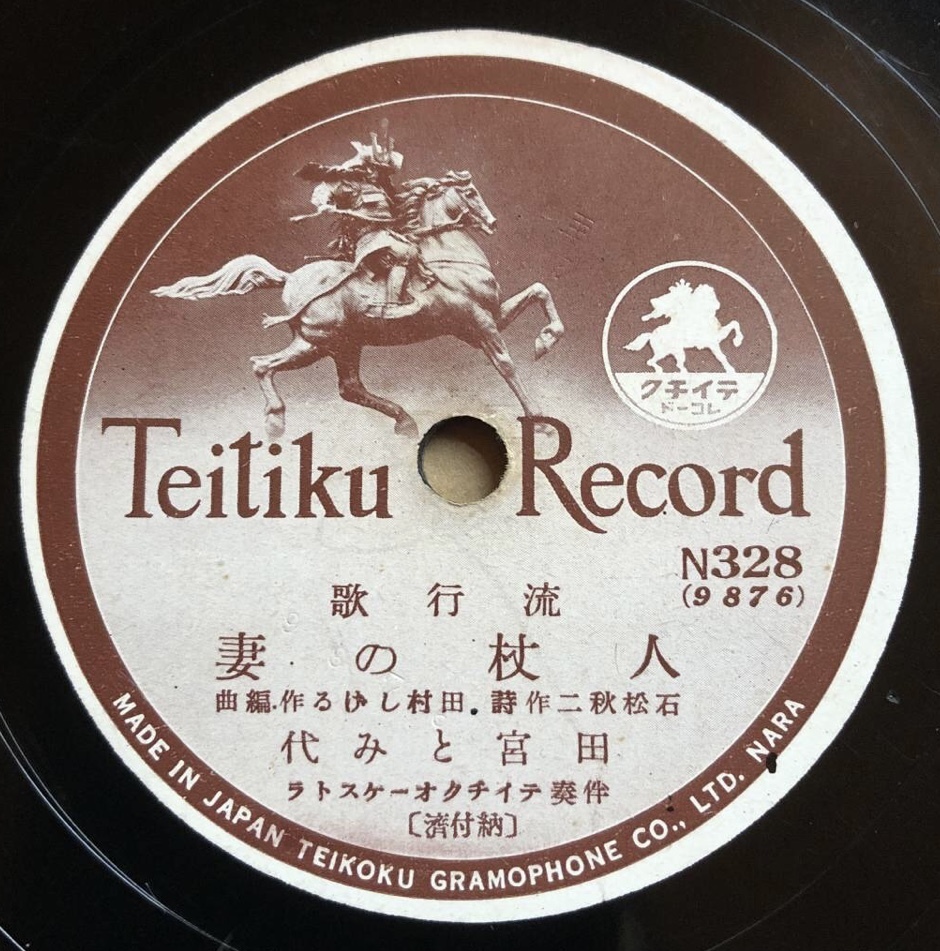 テイチク
レコード
Teitiku Record
N328
(9876)
流行歌
人杖の妻
石松秋二作詩.田村しげる作.編曲
田宮とみ代
伴奏テイチクオーケストラ
〔納付濟〕
MADE IN JAPAN TEIKOKU GRAMOPHONE CO., LTD. NARA